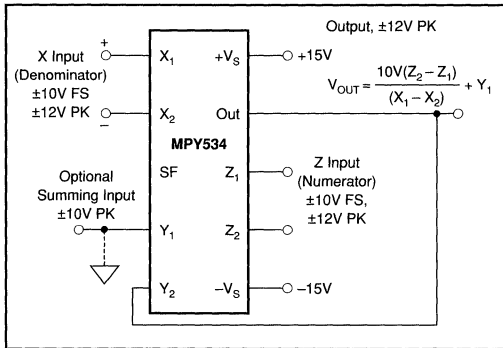 Output, ±12V PK
X Input
(Denominator)
±10V FS
±12V PK
+
–
X1
X2
MPY534
SF
Y1
Y2
+VS
Out
Z1
Z2
–VS
+15V
VOUT = 10V(Z2 – Z1) / (X1 – X2) + Y1
Optional
Summing Input
±10V PK
Z Input
(Numerator)
±10V FS,
±12V PK
–15V